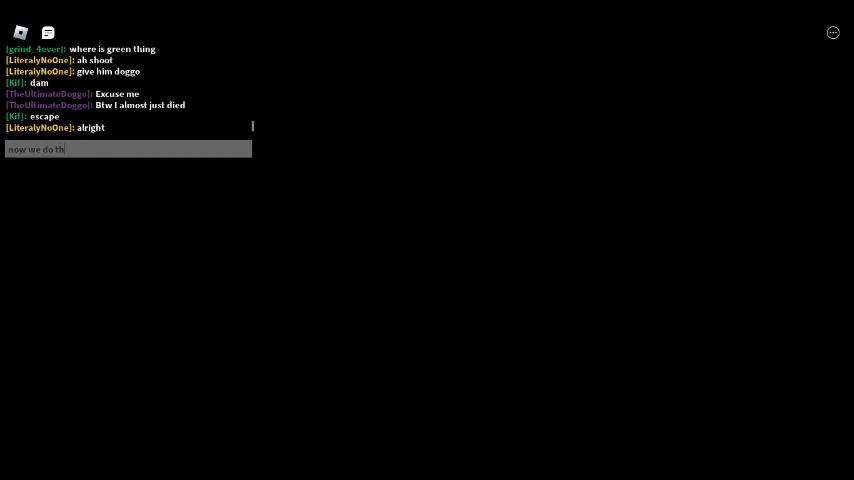 [grind_4ever]: where is green thing
[LiteralyNoOne]: ah shoot
[LiteralyNoOne]: give him doggo
[Kif]: dam
[TheUltimateDoggo]: Excuse me
[TheUltimateDoggo]: Btw I almost just died
[Kif]: escape
[LiteralyNoOne]: alright
now we do th